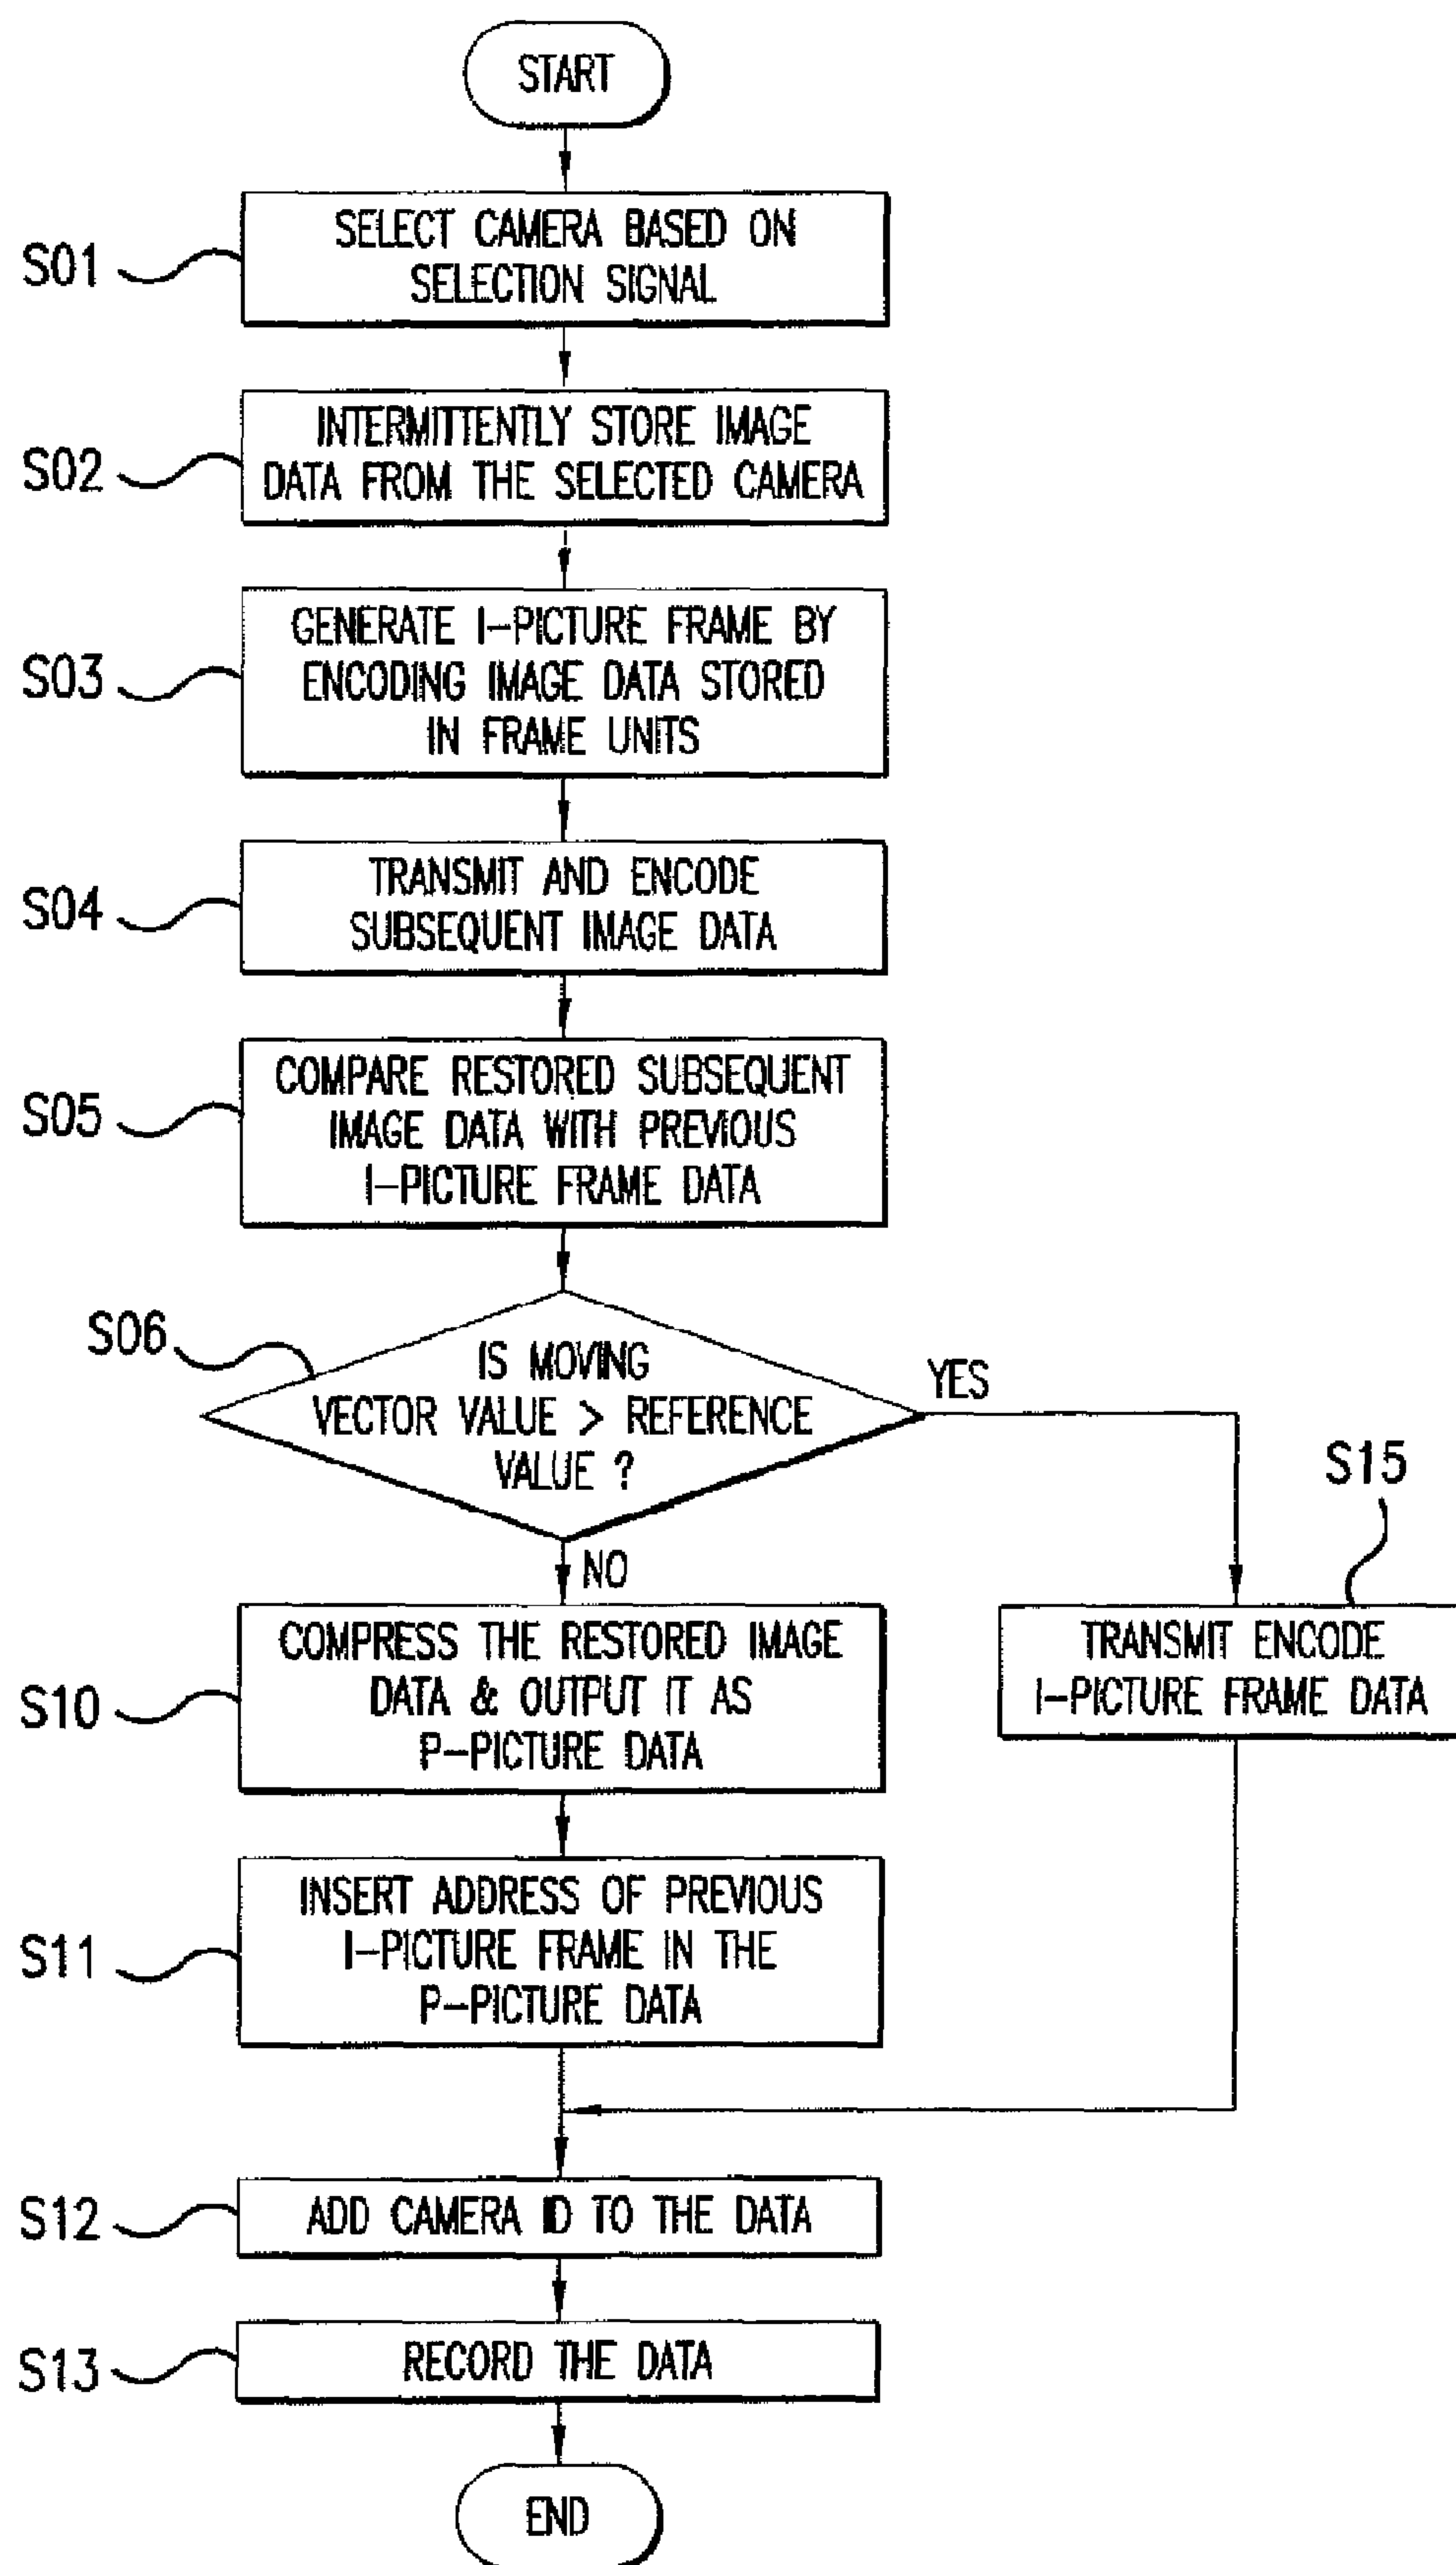 START
S01
SELECT CAMERA BASED ON
SELECTION SIGNAL
S02
INTERMITTENTLY STORE IMAGE
DATA FROM THE SELECTED CAMERA
S03
GENERATE I-PICTURE FRAME BY
ENCODING IMAGE DATA STORED
IN FRAME UNITS
S04
TRANSMIT AND ENCODE
SUBSEQUENT IMAGE DATA
S05
COMPARE RESTORED SUBSEQUENT
IMAGE DATA WITH PREVIOUS
I-PICTURE FRAME DATA
S06
IS MOVING
VECTOR VALUE > REFERENCE
VALUE ?
YES
NO
S15
TRANSMIT ENCODE
I-PICTURE FRAME DATA
S10
COMPRESS THE RESTORED IMAGE
DATA & OUTPUT IT AS
P-PICTURE DATA
S11
INSERT ADDRESS OF PREVIOUS
I-PICTURE FRAME IN THE
P-PICTURE DATA
S12
ADD CAMERA ID TO THE DATA
S13
RECORD THE DATA
END